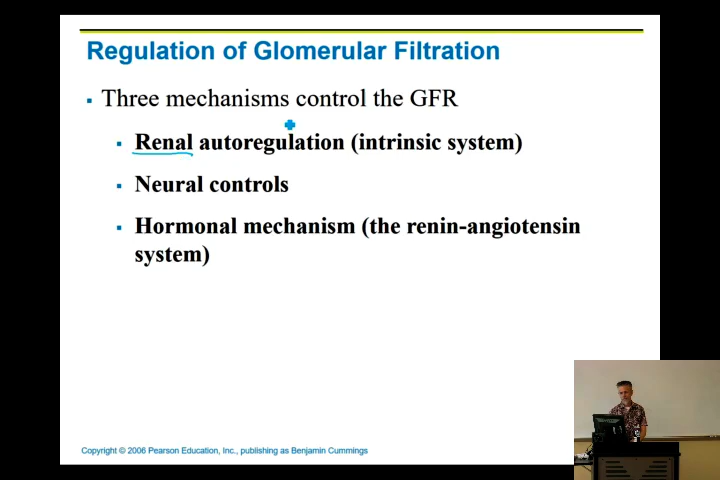 Regulation of Glomerular Filtration
▪ Three mechanisms control the GFR
▪ Renal autoregulation (intrinsic system)
▪ Neural controls
▪ Hormonal mechanism (the renin-angiotensin
system)
Copyright © 2006 Pearson Education, Inc., publishing as Benjamin Cummings